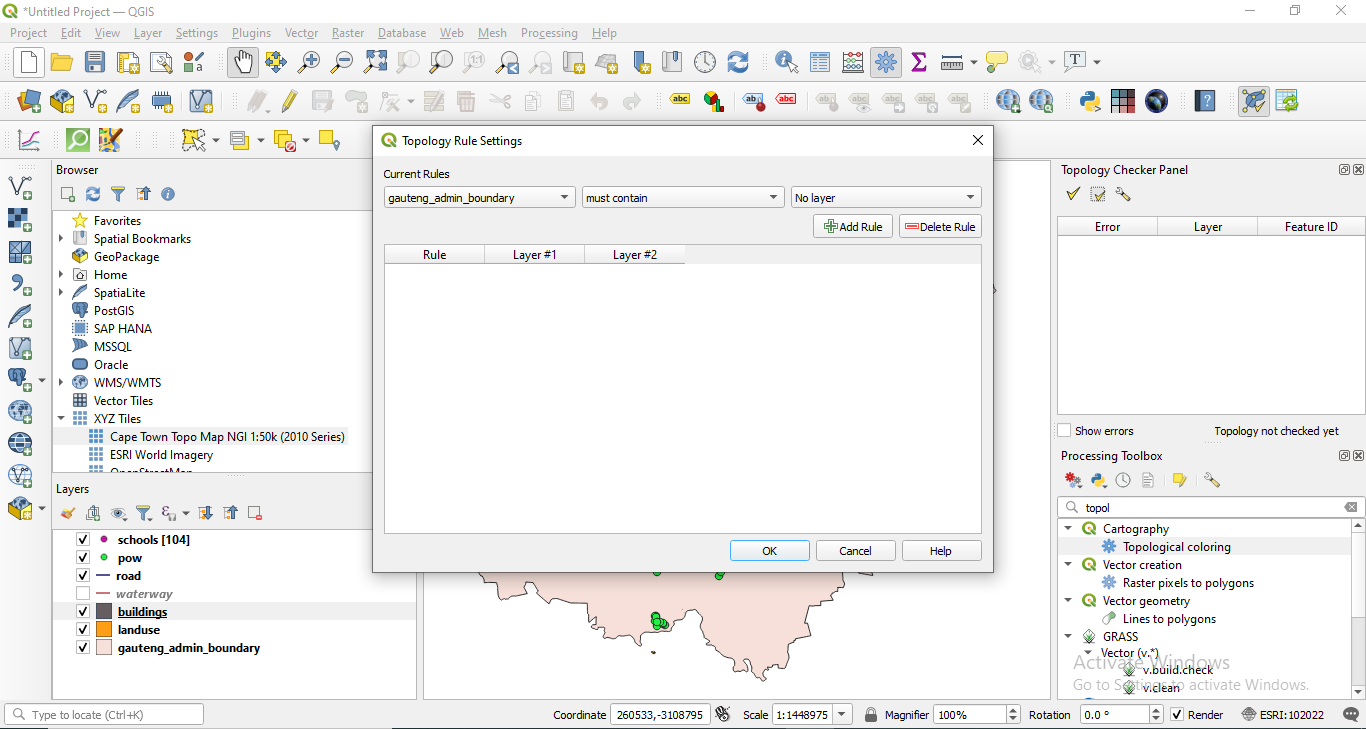 *Untitled Project — QGIS
Project Edit View Layer Settings Plugins Vector Raster Database Web Mesh Processing Help
Browser
Favorites
Spatial Bookmarks
GeoPackage
Home
SpatiaLite
PostGIS
SAP HANA
MSSQL
Oracle
WMS/WMTS
Vector Tiles
XYZ Tiles
Cape Town Topo Map NGI 1:50k (2010 Series)
ESRI World Imagery
OpenStreetMap
Layers
schools [104]
pow
road
waterway
buildings
landuse
gauteng_admin_boundary
Topology Rule Settings
Current Rules
gauteng_admin_boundary must contain No layer
Add Rule Delete Rule
Rule Layer #1 Layer #2
OK Cancel Help
Topology Checker Panel
Error Layer Feature ID
Show errors Topology not checked yet
Processing Toolbox
topol
Cartography
Topological coloring
Vector creation
Raster pixels to polygons
Vector geometry
Lines to polygons
GRASS
Vector (v.*)
v.build.check
v.clean
Activate Windows
Go to Settings to activate Windows.
Type to locate (Ctrl+K) Coordinate 260533,-3108795 Scale 1:1448975 Magnifier 100% Rotation 0.0 ° Render ESRI:102022